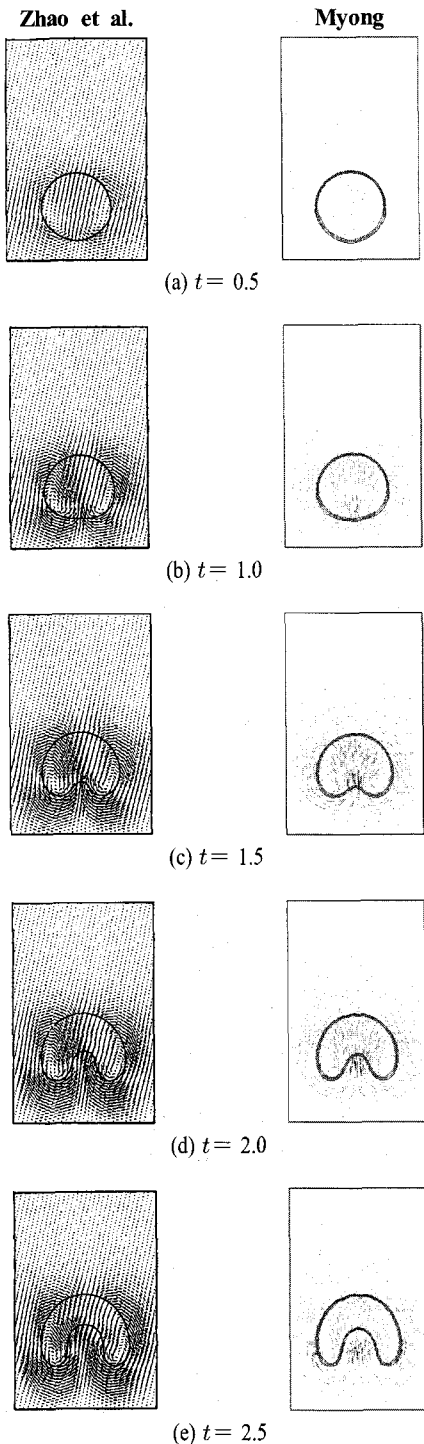 Zhao et al. Myong
(a) t = 0.5
(b) t = 1.0
(c) t = 1.5
(d) t = 2.0
(e) t = 2.5